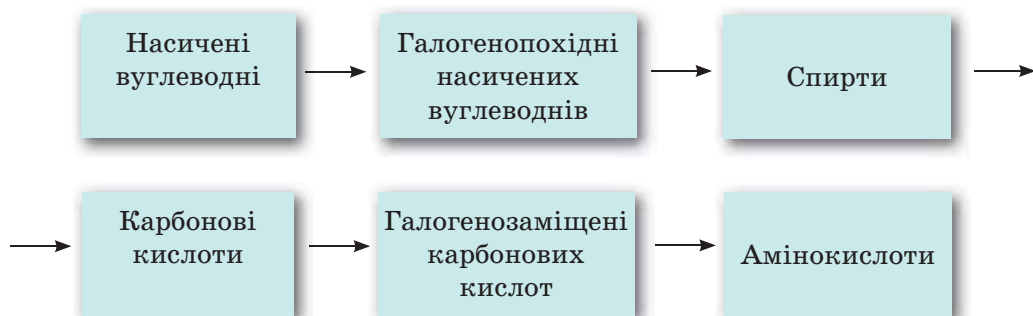 Насичені
вуглеводні
Галогенопохідні
насичених
вуглеводнів
Спирти
Карбонові
кислоти
Галогенозаміщені
карбонових
кислот
Амінокислоти